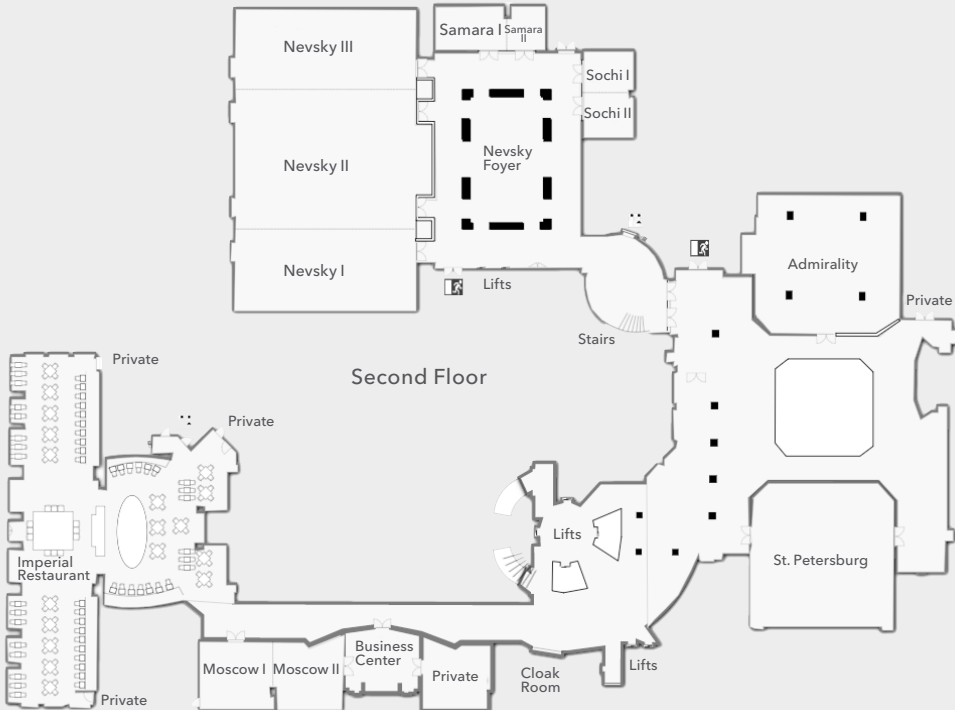 Samara I
Samara
II
Nevsky III
Sochi I
Sochi II
Nevsky
Foyer
Nevsky II
Admirality
Nevsky I
Lifts
Private
Stairs
Private
Second Floor
Private
Lifts
Imperial
Restaurant
St. Petersburg
Business
Center
Moscow I
Moscow II
Private
Cloak
Room
Lifts
Private